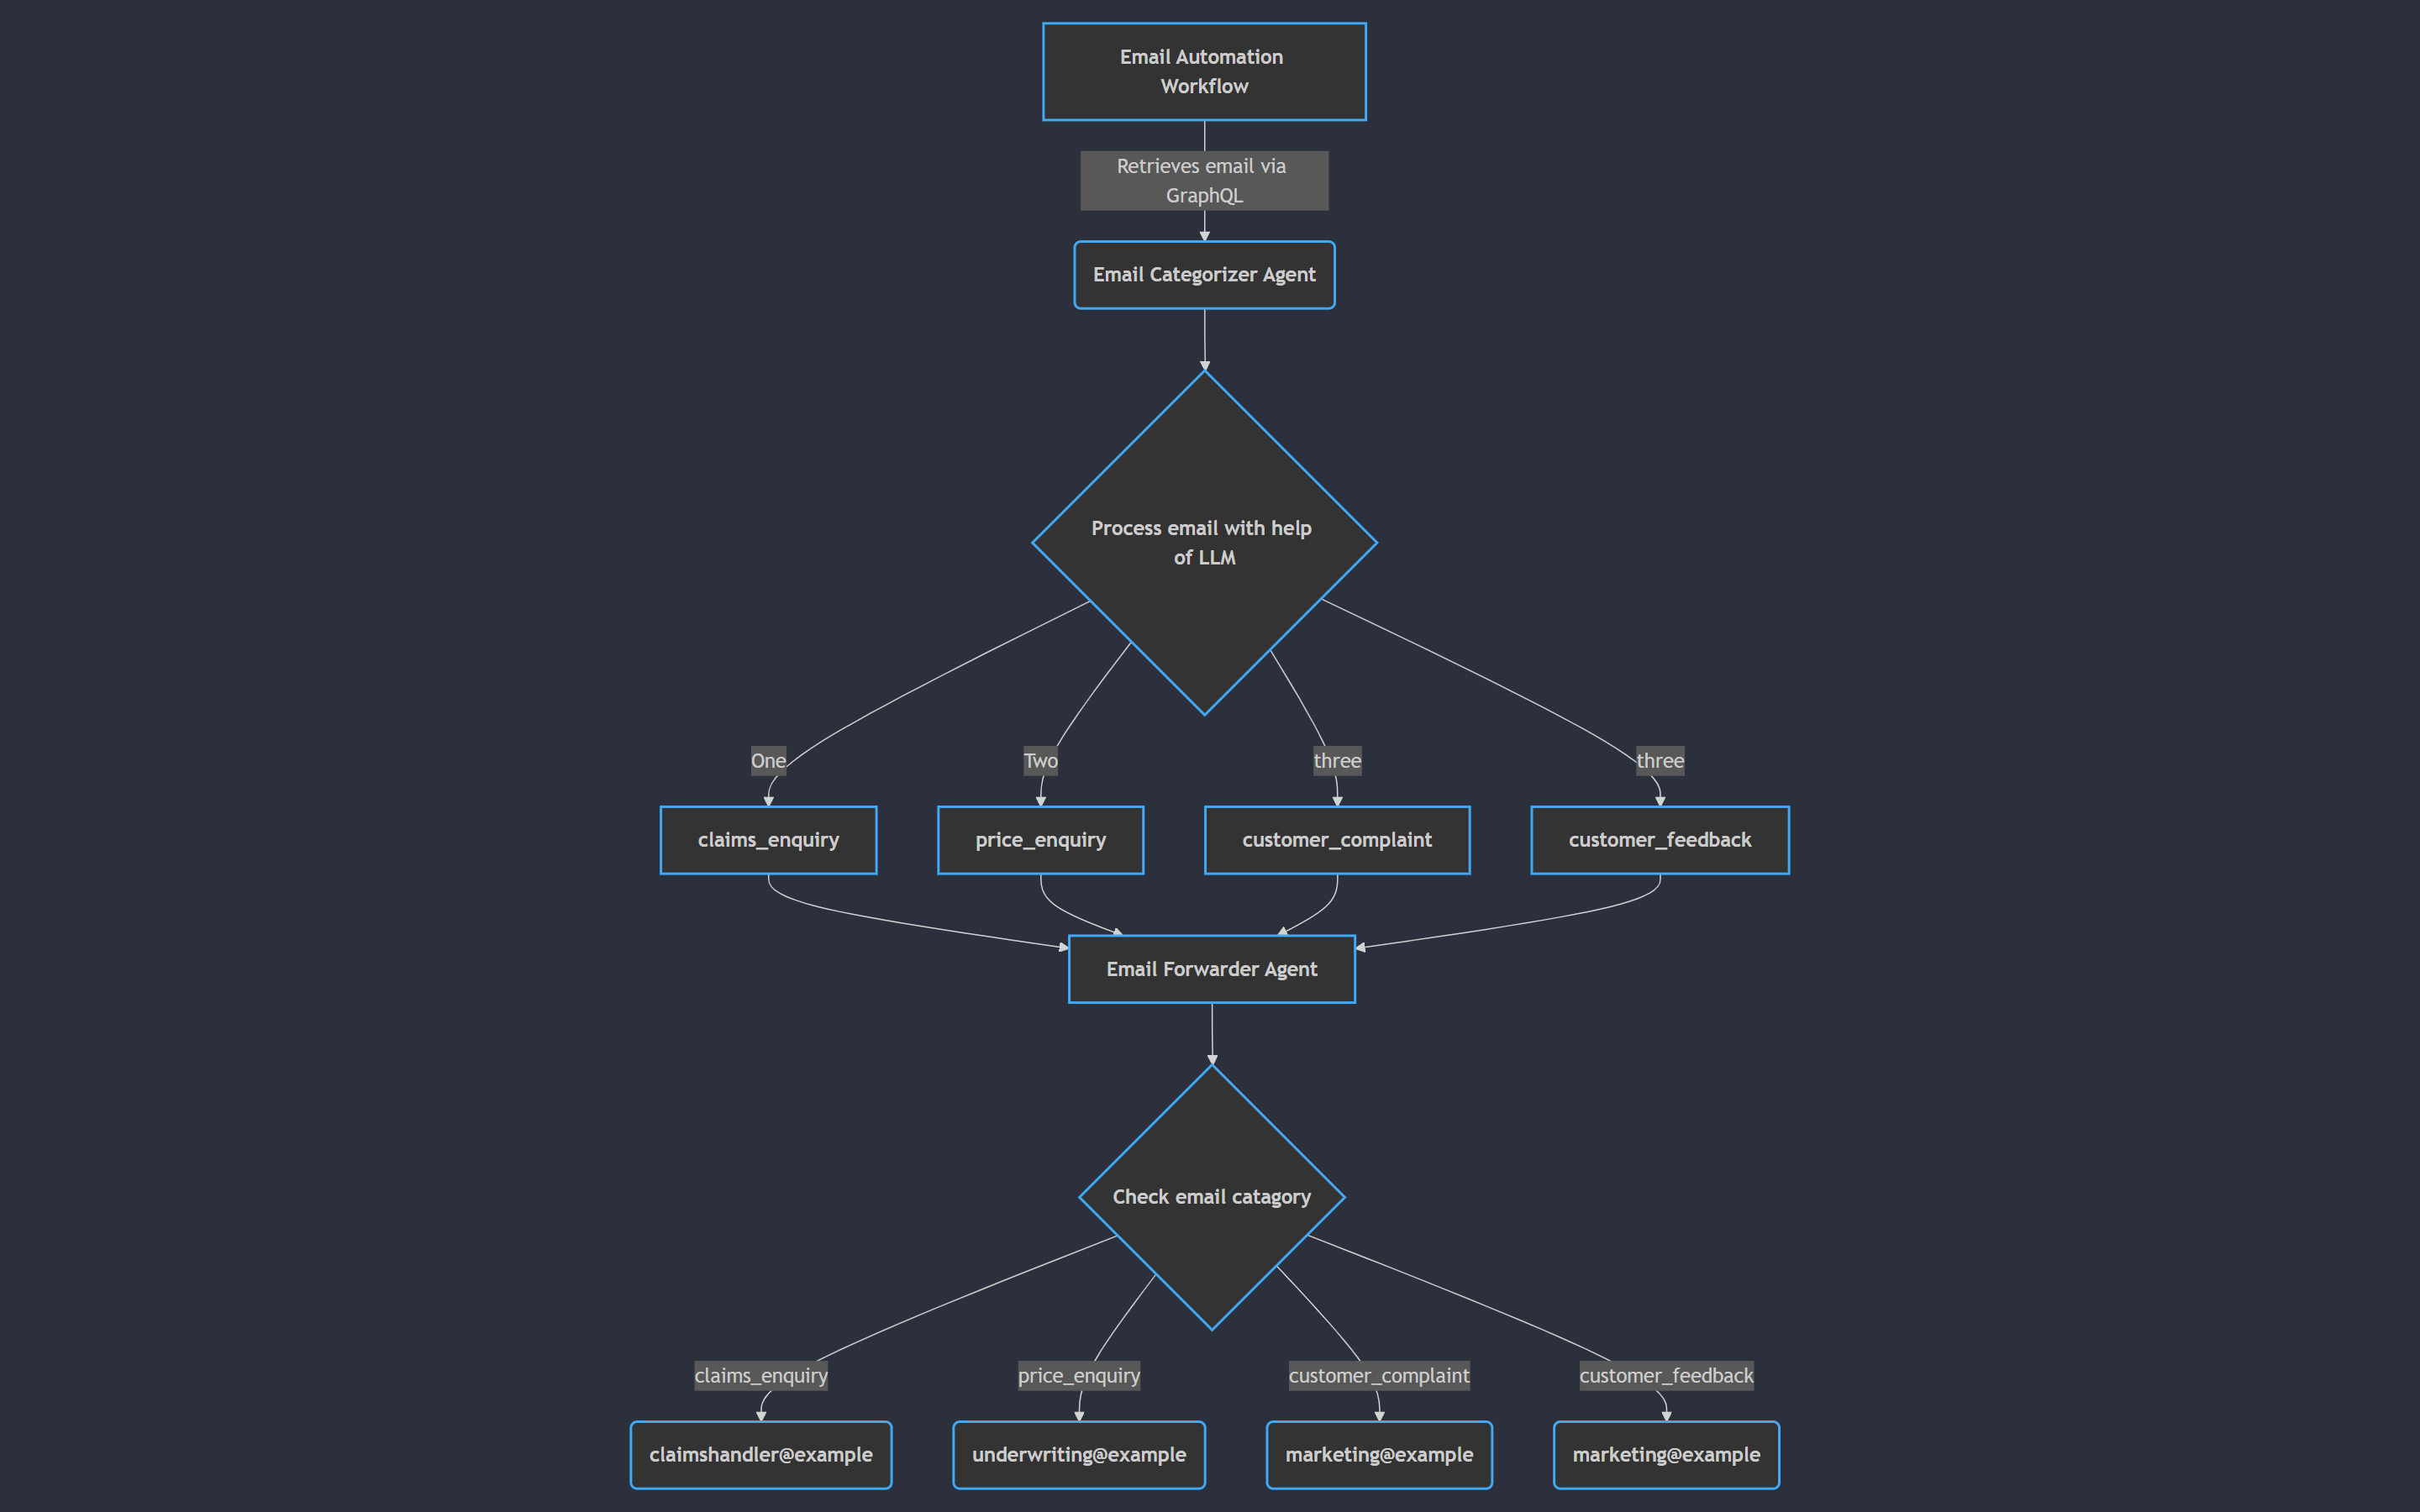 Email Automation
Workflow
Retrieves email via
GraphQL
Email Categorizer Agent
Process email with help
of LLM
One
Two
three
three
claims_enquiry
price_enquiry
customer_complaint
customer_feedback
Email Forwarder Agent
Check email catagory
claims_enquiry
price_enquiry
customer_complaint
customer_feedback
claimshandler@example
underwriting@example
marketing@example
marketing@example